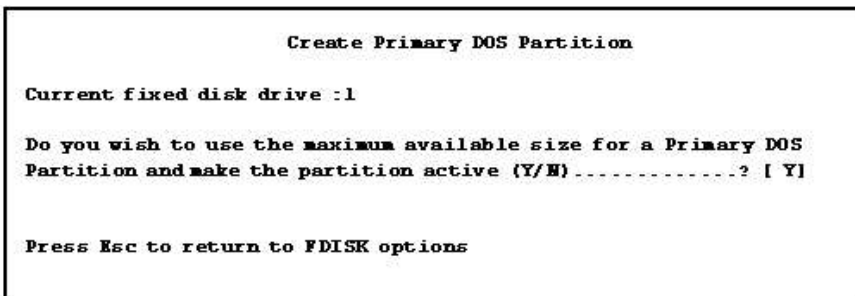 Create Primary DOS Partition
Current fixed disk drive :1
Do you wish to use the maximum available size for a Primary DOS
Partition and make the partition active (Y/N).............? [ Y]
Press Esc to return to FDISK options